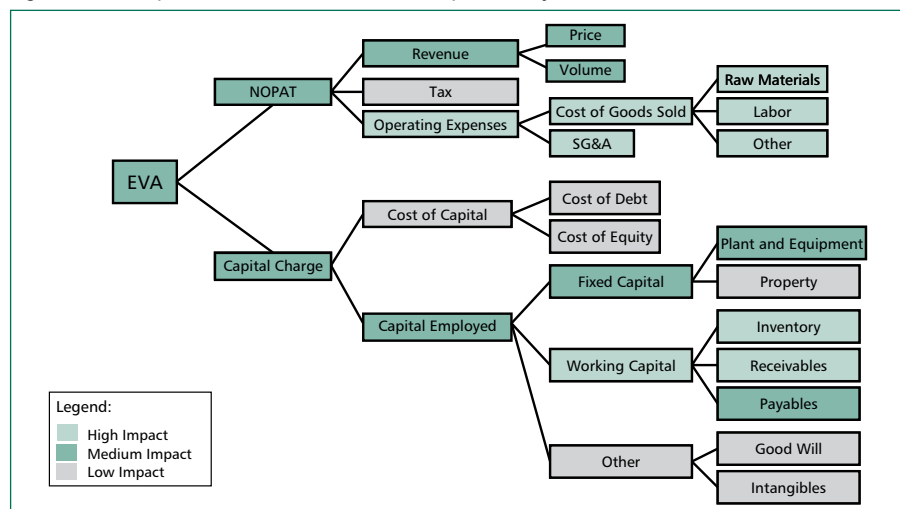 Price
Revenue
Volume
NOPAT
Tax
Raw Materials
Operating Expenses
Cost of Goods Sold
Labor
SG&A
Other
EVA
Cost of Capital
Cost of Debt
Cost of Equity
Capital Charge
Plant and Equipment
Fixed Capital
Property
Capital Employed
Inventory
Working Capital
Receivables
Payables
Legend:
High Impact
Medium Impact
Low Impact
Other
Good Will
Intangibles